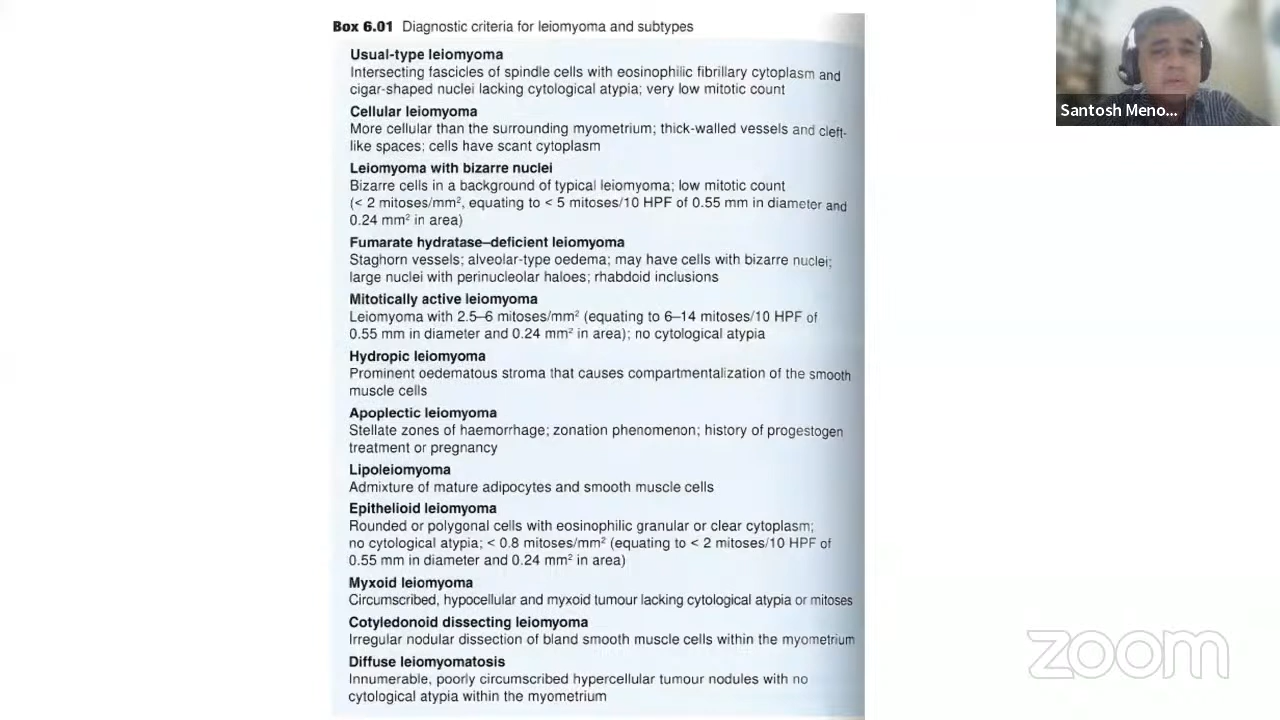 Box 6.01 Diagnostic criteria for leiomyoma and subtypes
Usual-type leiomyoma
Intersecting fascicles of spindle cells with eosinophilic fibrillary cytoplasm and
cigar-shaped nuclei lacking cytological atypia; very low mitotic count
Cellular leiomyoma
More cellular than the surrounding myometrium; thick-walled vessels and cleft-
like spaces; cells have scant cytoplasm
Leiomyoma with bizarre nuclei
Bizarre cells in a background of typical leiomyoma; low mitotic count
(< 2 mitoses/mm², equating to < 5 mitoses/10 HPF of 0.55 mm in diameter and
0.24 mm² in area)
Fumarate hydratase–deficient leiomyoma
Staghorn vessels; alveolar-type oedema; may have cells with bizarre nuclei;
large nuclei with perinucleolar haloes; rhabdoid inclusions
Mitotically active leiomyoma
Leiomyoma with 2.5–6 mitoses/mm² (equating to 6–14 mitoses/10 HPF of
0.55 mm in diameter and 0.24 mm² in area); no cytological atypia
Hydropic leiomyoma
Prominent oedematous stroma that causes compartmentalization of the smooth
muscle cells
Apoplectic leiomyoma
Stellate zones of haemorrhage; zonation phenomenon; history of progestogen
treatment or pregnancy
Lipoleiomyoma
Admixture of mature adipocytes and smooth muscle cells
Epithelioid leiomyoma
Rounded or polygonal cells with eosinophilic granular or clear cytoplasm;
no cytological atypia; < 0.8 mitoses/mm² (equating to < 2 mitoses/10 HPF of
0.55 mm in diameter and 0.24 mm² in area)
Myxoid leiomyoma
Circumscribed, hypocellular and myxoid tumour lacking cytological atypia or mitoses
Cotyledonoid dissecting leiomyoma
Irregular nodular dissection of bland smooth muscle cells within the myometrium
Diffuse leiomyomatosis
Innumerable, poorly circumscribed hypercellular tumour nodules with no
cytological atypia within the myometrium
Santosh Meno...
zoom